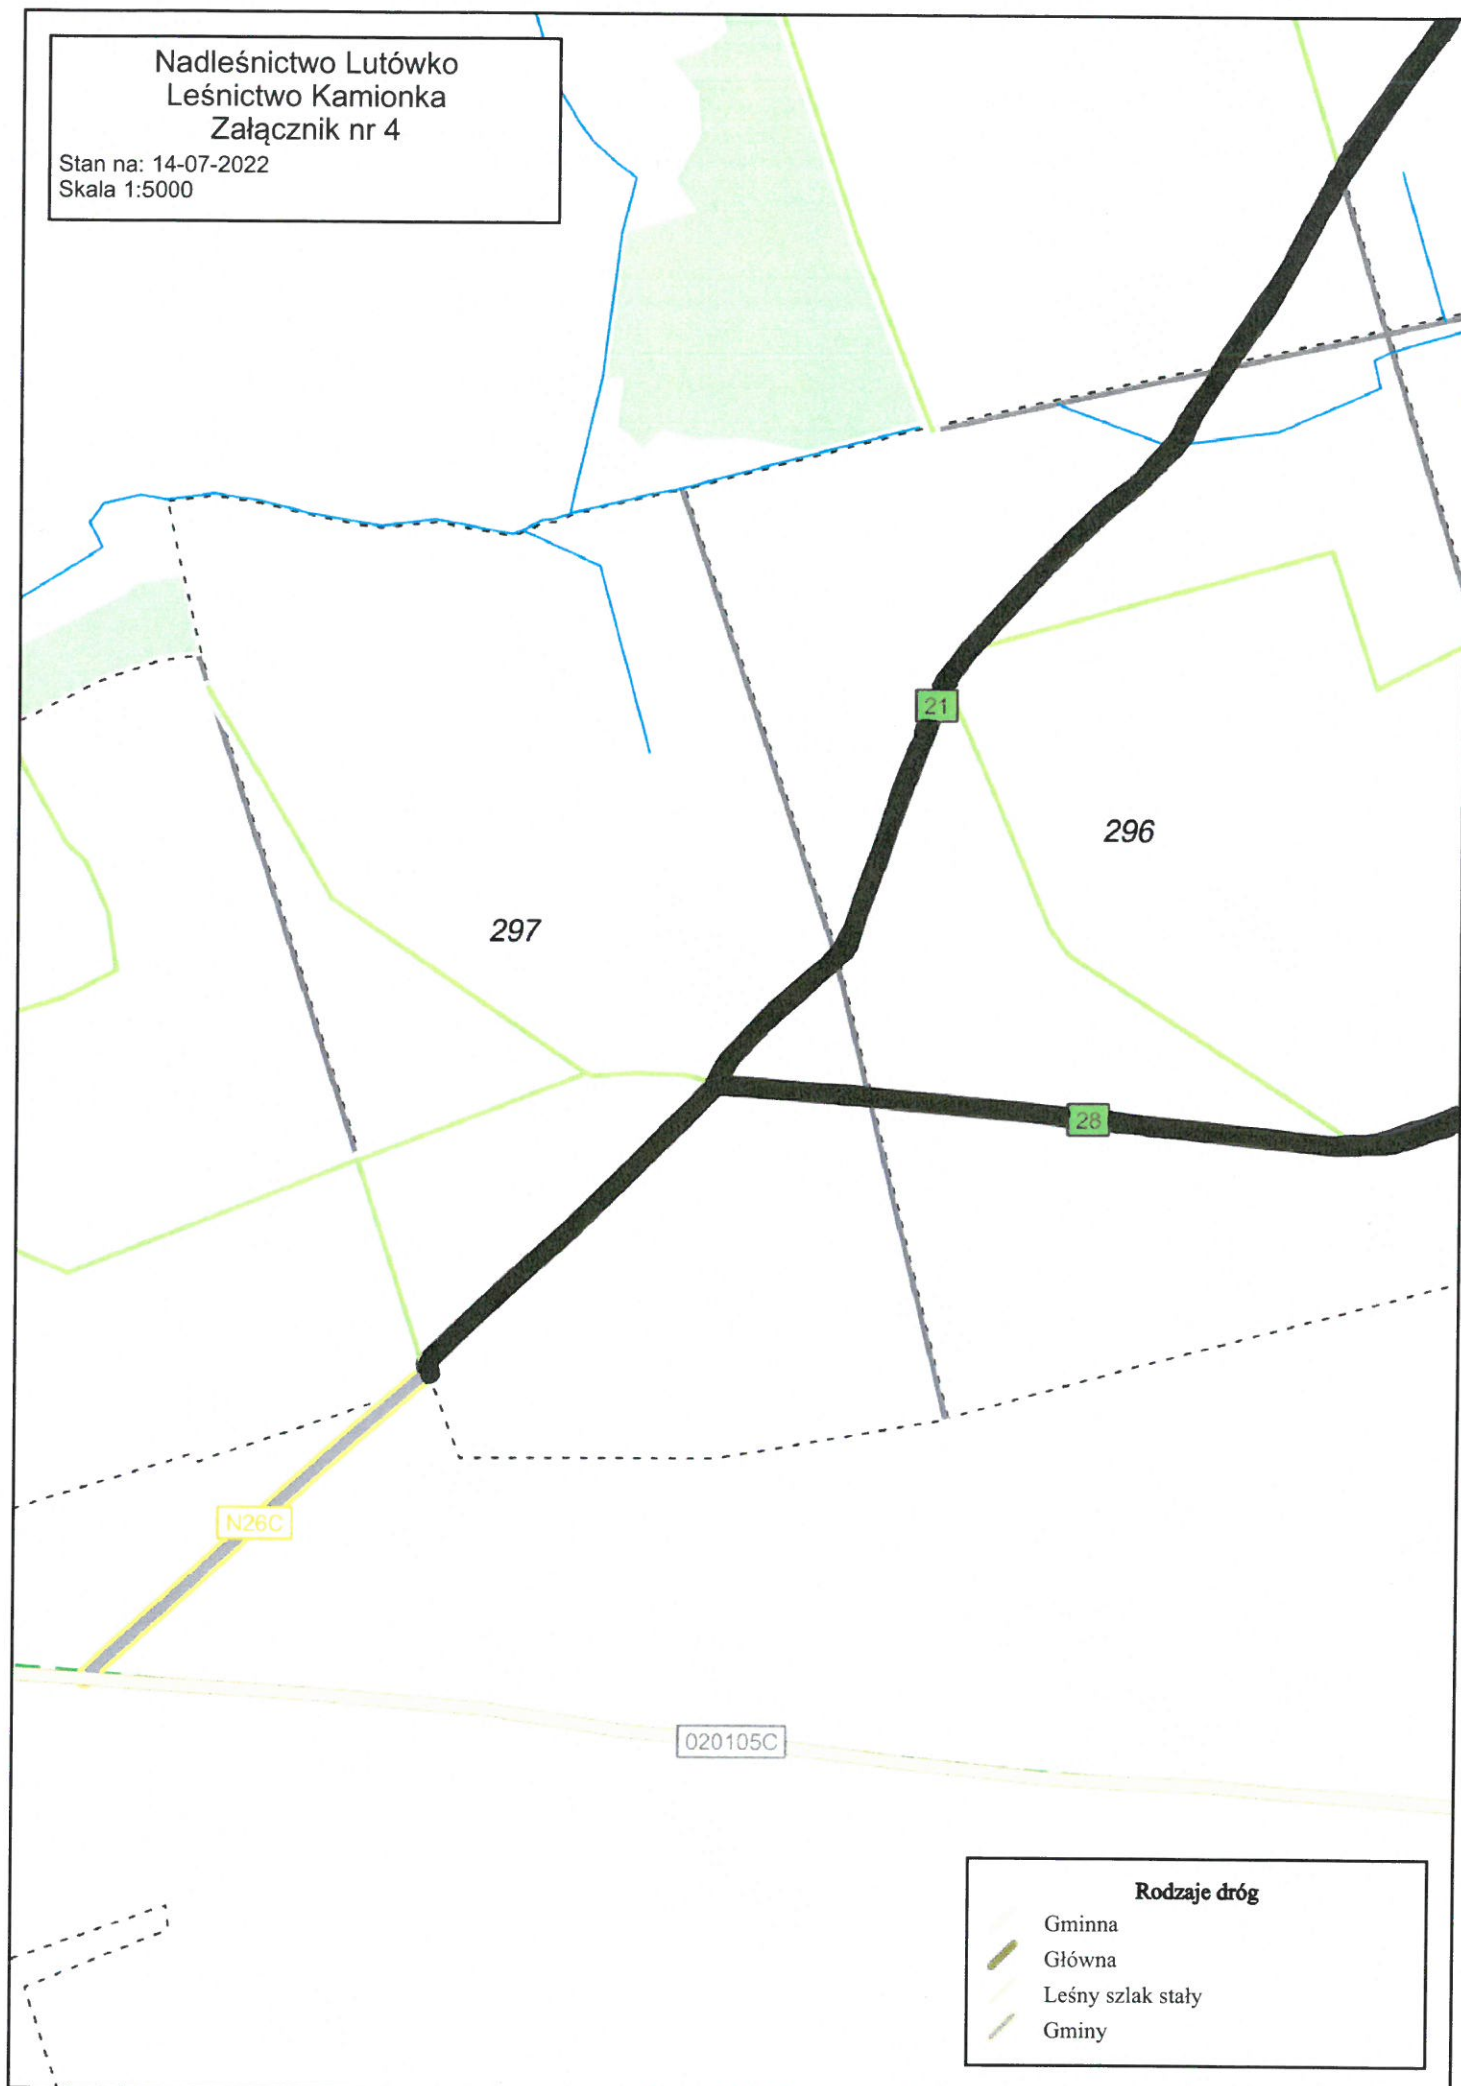 Nadleśnictwo Lutówko
Leśnictwo Kamionka
Załącznik nr 4
Stan na: 14-07-2022
Skala 1:5000
21
296
297
28
N26C
020105C
Rodzaje dróg
Gminna
Główna
Leśny szlak stały
Gminy